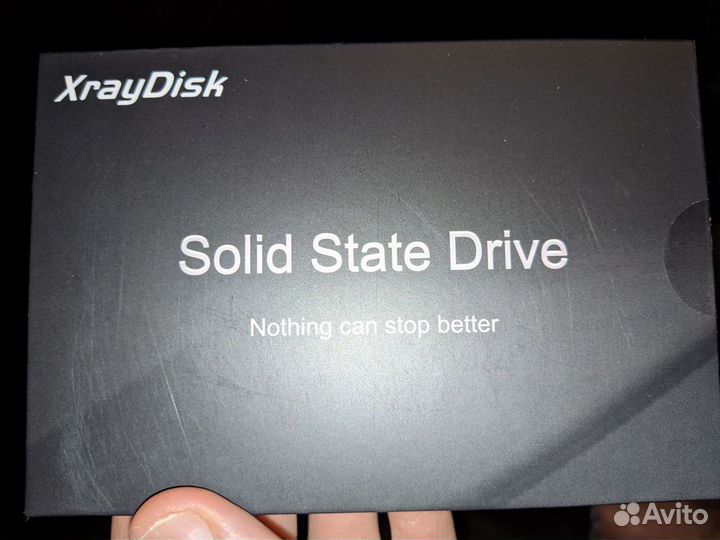 XrayDisk
Solid State Drive
Nothing can stop better
Avito